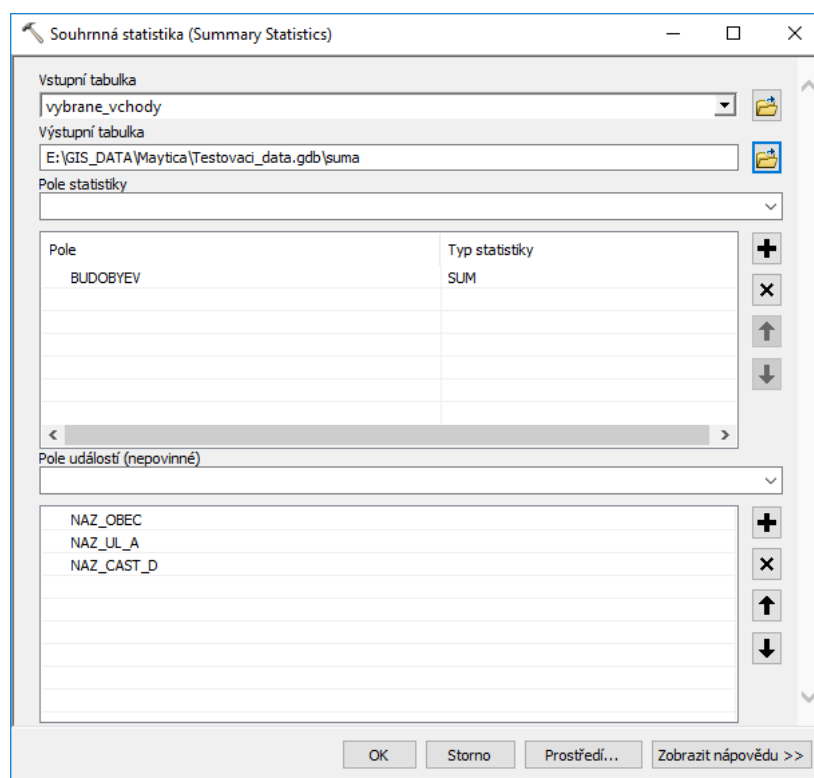 Souhrnná statistika (Summary Statistics)
Vstupní tabulka
vybrane_vchody
Výstupní tabulka
E:\GIS_DATA\Maytica\Testovaci_data.gdb\suma
Pole statistiky
Pole Typ statistiky
BUDOBYEV SUM
Pole událostí (nepovinné)
NAZ_OBEC
NAZ_UL_A
NAZ_CAST_D
OK Storno Prostředí... Zobrazit nápovědu >>